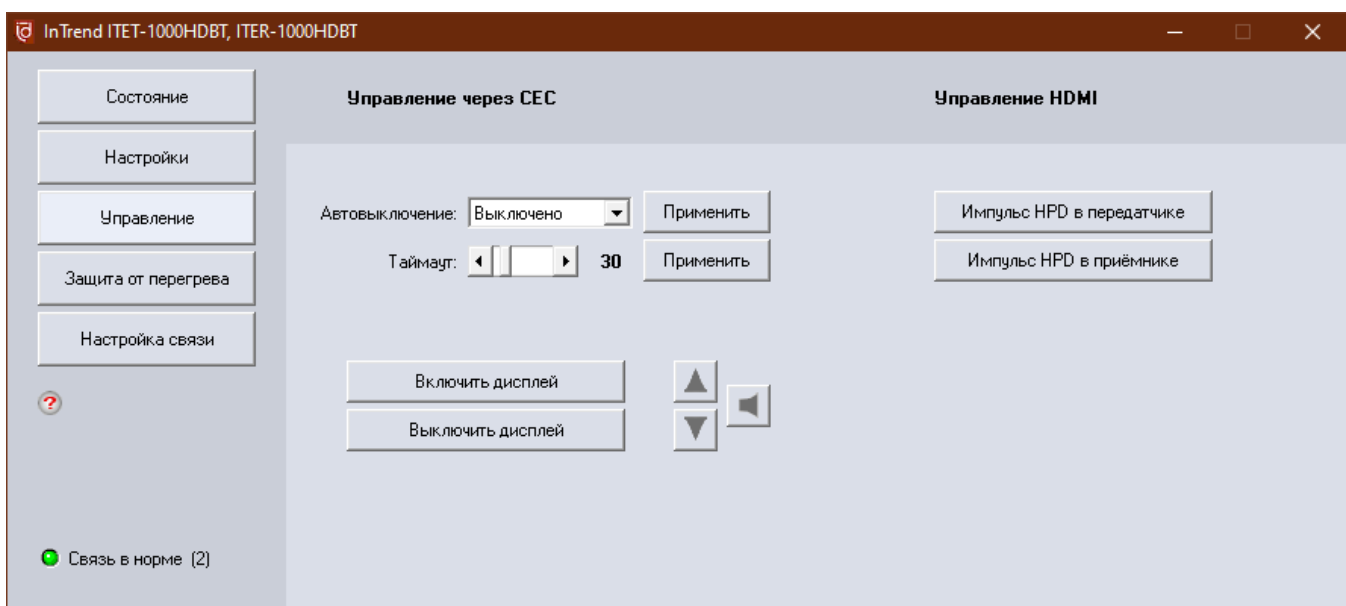 InTrend ITET-1000HDBT, ITER-1000HDBT
Состояние
Настройки
Управление
Защита от перегрева
Настройка связи
?
Связь в норме (2)
Управление через CEC
Управление HDMI
Автовыключение: Выключено Применить
Таймаут: 30 Применить
Включить дисплей
Выключить дисплей
Импульс HPD в передатчике
Импульс HPD в приёмнике